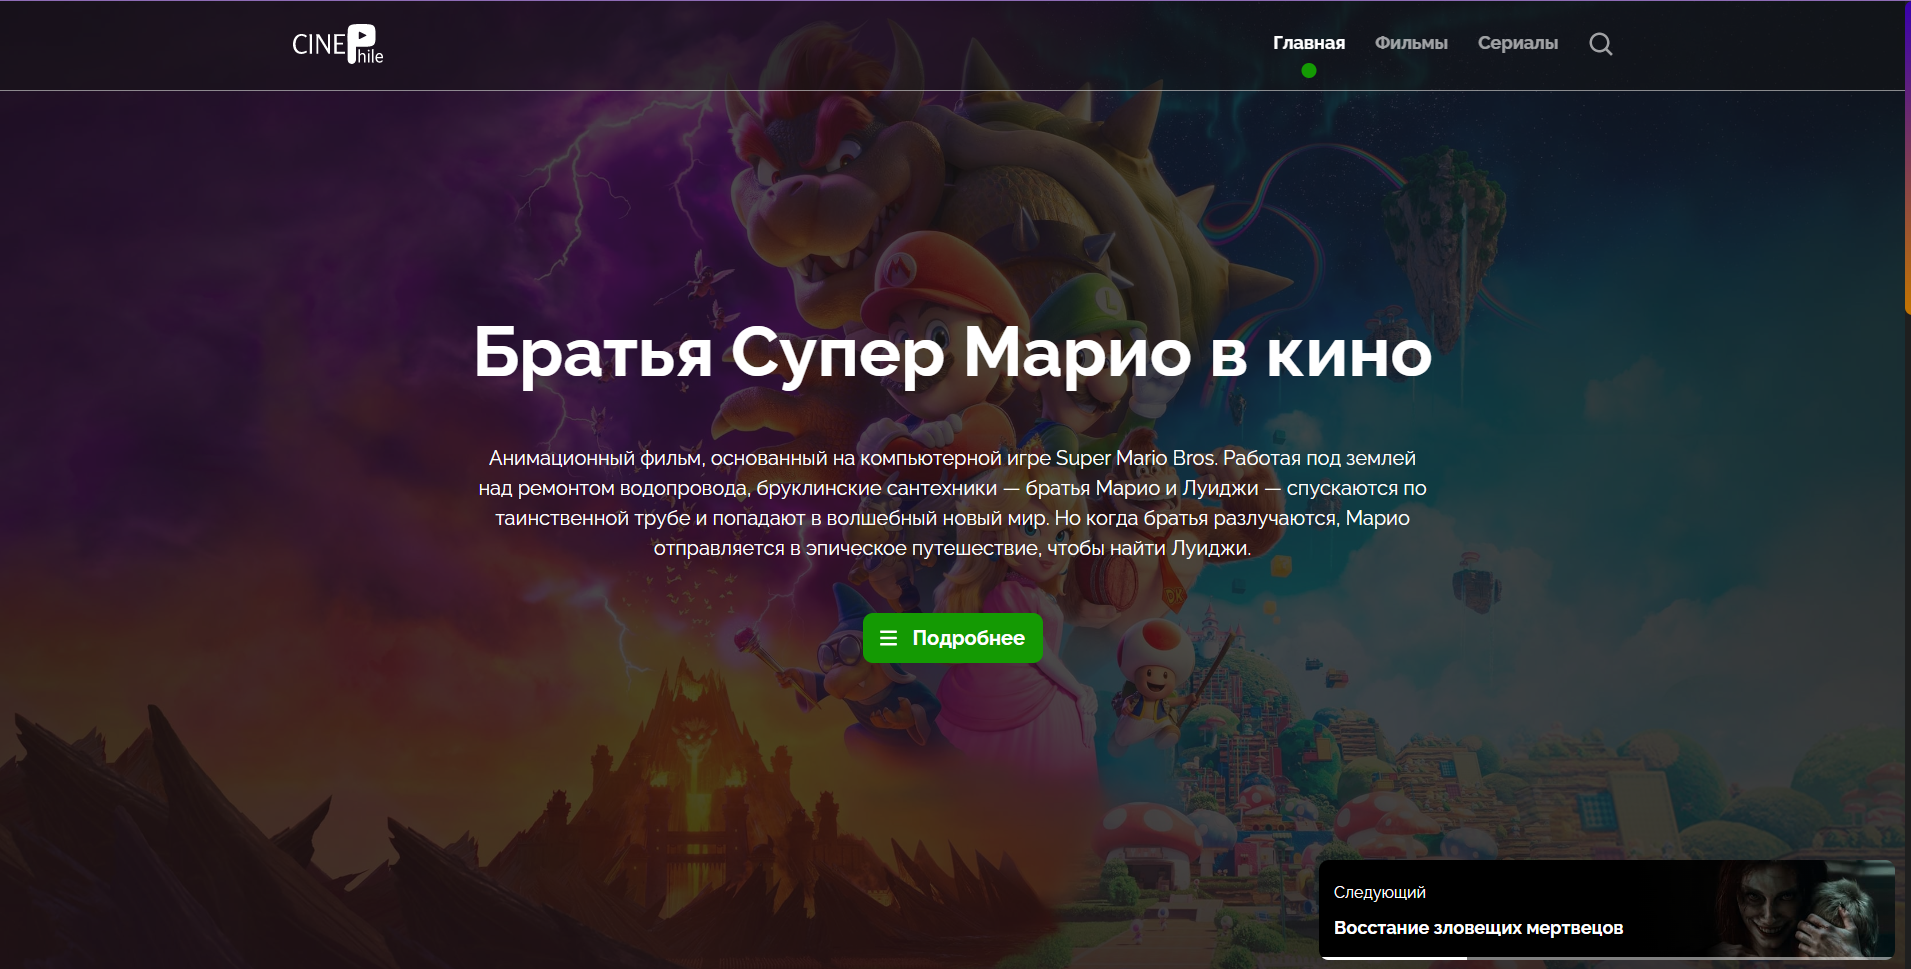 CINEPhile
Главная
Фильмы
Сериалы
M
L
Братья Супер Марио в кино
Анимационный фильм, основанный на компьютерной игре Super Mario Bros. Работая под землей
над ремонтом водопровода, бруклинские сантехники — братья Марио и Луиджи — спускаются по
таинственной трубе и попадают в волшебный новый мир. Но когда братья разлучаются, Марио
отправляется в эпическое путешествие, чтобы найти Луиджи.
DK
Подробнее
Следующий
Восстание зловещих мертвецов